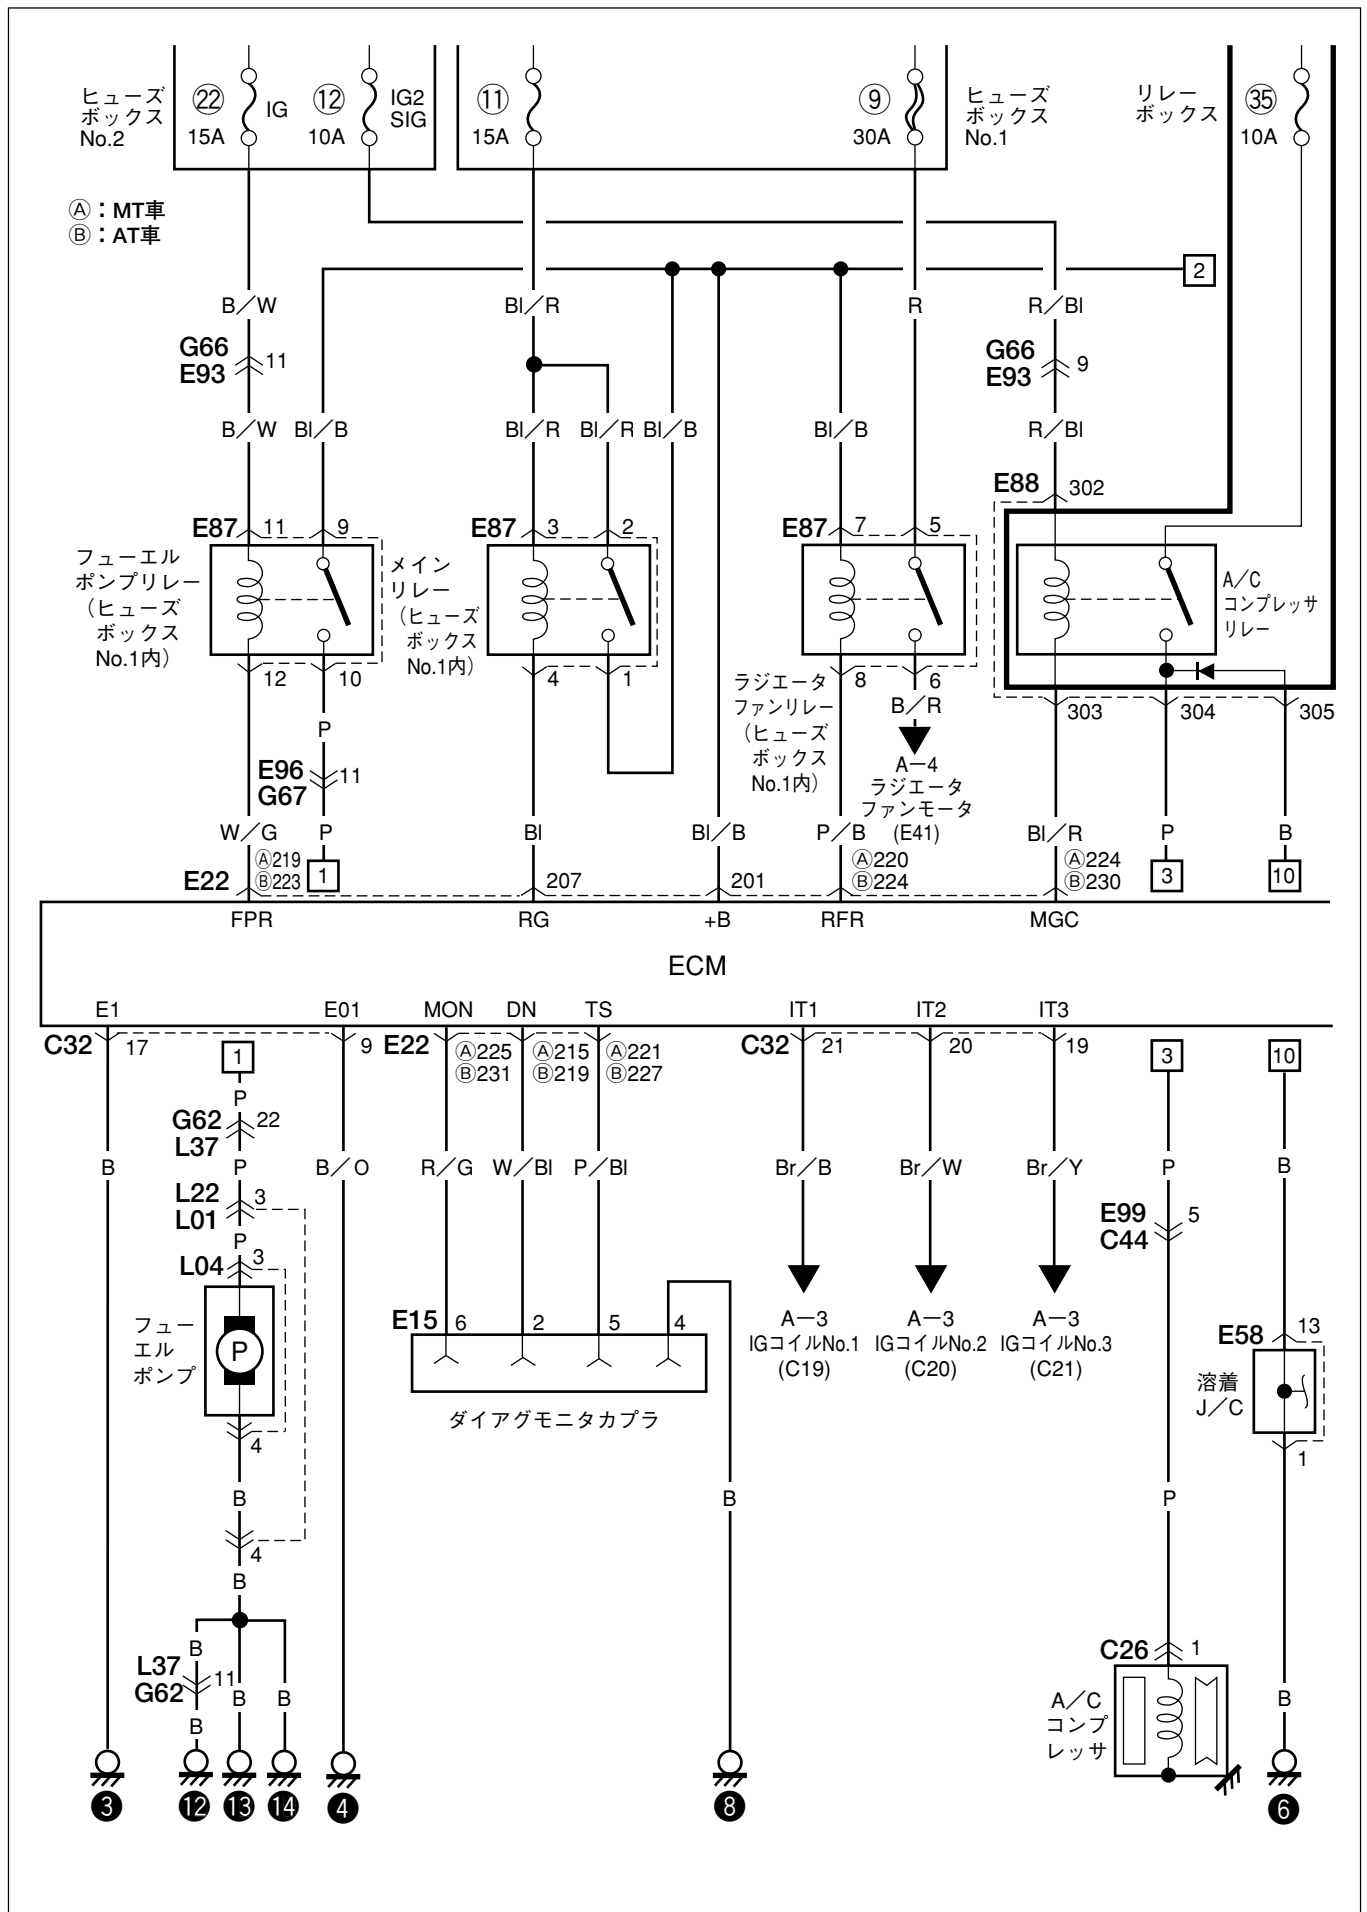 ヒューズ
ボックス
No.2
㉒
15A
IG
⑫
10A
IG2
SIG
⑪
15A
⑨
30A
ヒューズ
ボックス
No.1
リレー
ボックス
㉟
10A
Ⓐ：MT車
Ⓑ：AT車
2
B／W
Bl／R
R
R／Bl
G66
E93
11
G66
E93
9
B／W
Bl／B
Bl／R
Bl／R
Bl／B
Bl／B
R／Bl
E88
302
E87
11
9
E87
3
2
E87
7
5
フューエル
ポンプリレー
（ヒューズ
ボックス
No.1内）
メイン
リレー
（ヒューズ
ボックス
No.1内）
A／C
コンプレッサ
リレー
12
10
4
1
8
6
303
304
305
ラジエータ
ファンリレー
（ヒューズ
ボックス
No.1内）
B／R
A－4
ラジエータ
ファンモータ
(E41)
P
E96
G67
11
W／G
P
Bl
Bl／B
P／B
Bl／R
P
B
E22
Ⓐ219
Ⓑ223
1
207
201
Ⓐ220
Ⓑ224
Ⓐ224
Ⓑ230
3
10
FPR
RG
+B
RFR
MGC
ECM
E1
E01
MON
DN
TS
IT1
IT2
IT3
C32
17
1
9
E22
Ⓐ225
Ⓑ231
Ⓐ215
Ⓑ219
Ⓐ221
Ⓑ227
C32
21
20
19
3
10
P
G62
L37
22
B
P
B／O
R／G
W／Bl
P／Bl
Br／B
Br／W
Br／Y
P
B
L22
L01
3
P
L04
3
E99
C44
5
フュー
エル
ポンプ
P
4
E15
6
2
5
4
ダイアグモニタカプラ
A－3
IGコイルNo.1
(C19)
A－3
IGコイルNo.2
(C20)
A－3
IGコイルNo.3
(C21)
E58
13
溶着
J／C
1
B
B
P
4
B
B
L37
G62
11
B
B
B
C26
1
A／C
コンプ
レッサ
B
❸
⓬
⓭
⓮
❹
❽
❻